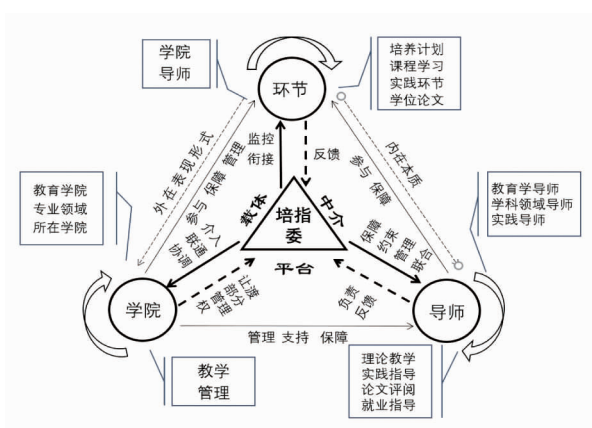 学院
导师
环节
培养计划
课程学习
实践环节
学位论文
外在表现形式
参与 保障 管理
监控
衔接
反馈
内在本质
参与 保障
教育学院
专业领域
所在学院
教育学导师
学科领域导师
实践导师
载体
中介
培指
委
平台
介入
联通
协调
保障
约束
管理
联合
让渡
部分
管理
权
负责
反馈
学院
导师
管理 支持 保障
教学
管理
理论教学
实践指导
论文评阅
就业指导